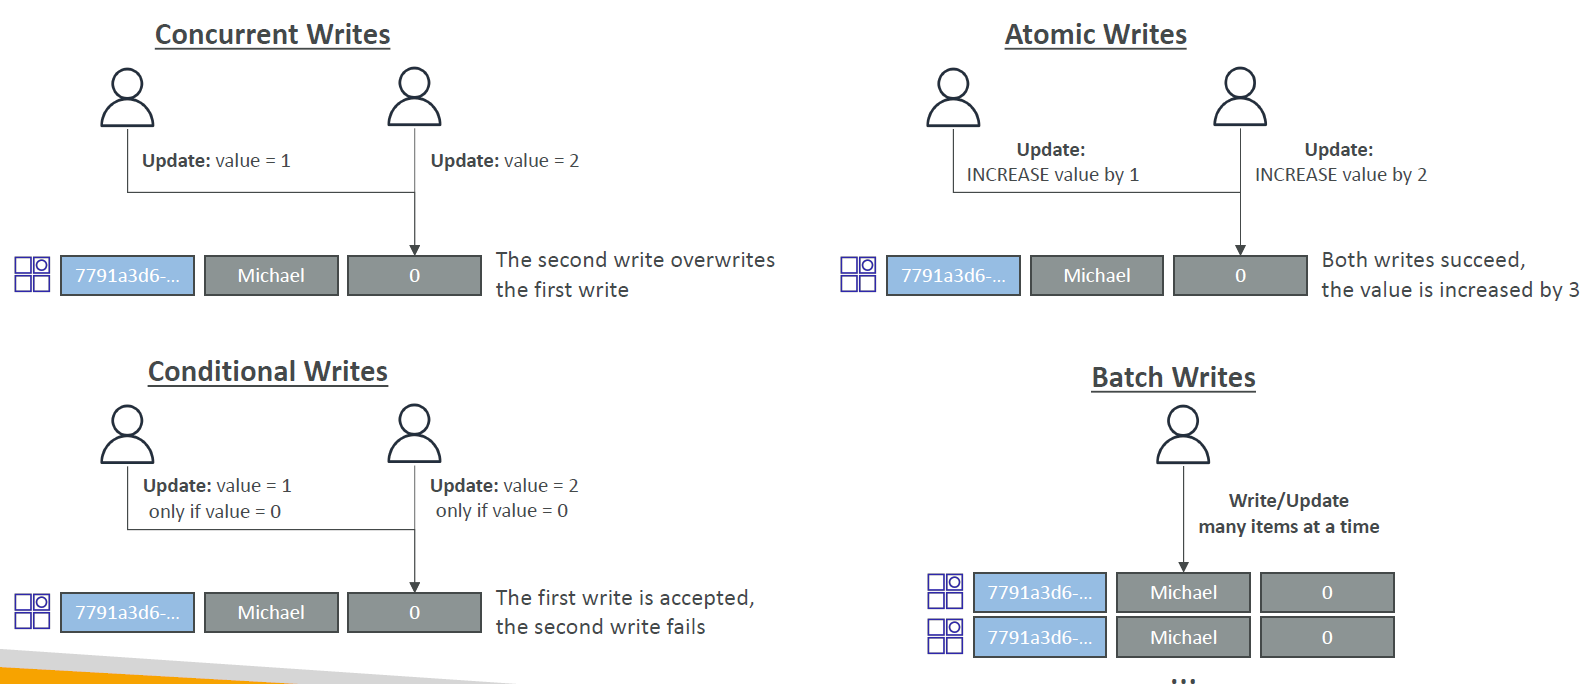 Concurrent Writes
Update: value = 1
Update: value = 2
7791a3d6-...
Michael
0
The second write overwrites
the first write
Atomic Writes
Update:
INCREASE value by 1
Update:
INCREASE value by 2
7791a3d6-...
Michael
0
Both writes succeed,
the value is increased by 3
Conditional Writes
Update: value = 1
only if value = 0
Update: value = 2
only if value = 0
7791a3d6-...
Michael
0
The first write is accepted,
the second write fails
Batch Writes
Write/Update
many items at a time
7791a3d6-...
Michael
0
7791a3d6-...
Michael
0
...